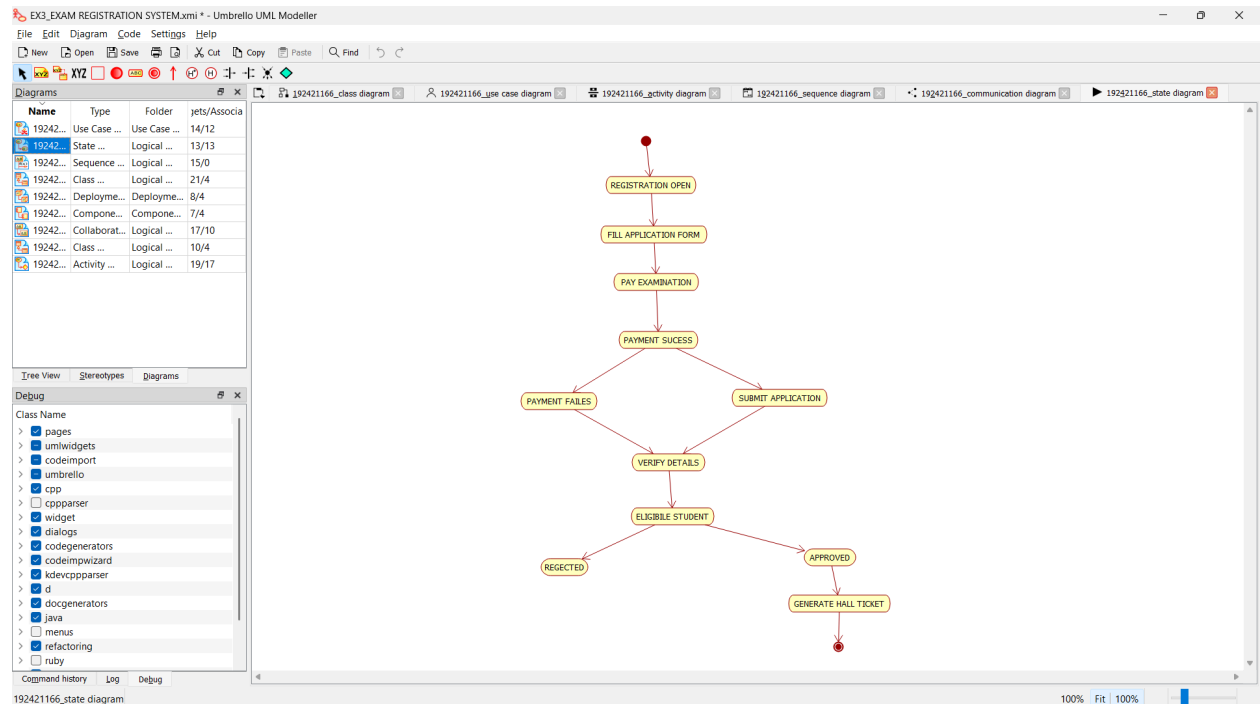 EX3_EXAM REGISTRATION SYSTEM.xmi * - Umbrello UML Modeller
File Edit Diagram Code Settings Help
New Open Save Cut Copy Paste Find
XYZ XYZ ABC H H
Diagrams
192421166_class diagram 192421166_use case diagram 192421166_activity diagram 192421166_sequence diagram 192421166_communication diagram 192421166_state diagram
Name Type Folder jets/Associa
19242... Use Case ... Use Case ... 14/12
19242... State ... Logical ... 13/13
19242... Sequence ... Logical ... 15/0
19242... Class ... Logical ... 21/4
19242... Deployme... Deployme... 8/4
19242... Compone... Compone... 7/4
19242... Collaborat... Logical ... 17/10
19242... Class ... Logical ... 10/4
19242... Activity ... Logical ... 19/17
Tree View Stereotypes Diagrams
Debug
Class Name
pages
umlwidgets
codeimport
umbrello
cpp
cppparser
widget
dialogs
codegenerators
codeimpwizard
kdevcppparser
d
docgenerators
java
menus
refactoring
ruby
Command history Log Debug
REGISTRATION OPEN
FILL APPLICATION FORM
PAY EXAMINATION
PAYMENT SUCESS
PAYMENT FAILES
SUBMIT APPLICATION
VERIFY DETAILS
ELIGIBILE STUDENT
REGECTED
APPROVED
GENERATE HALL TICKET
192421166_state diagram
100% Fit 100%